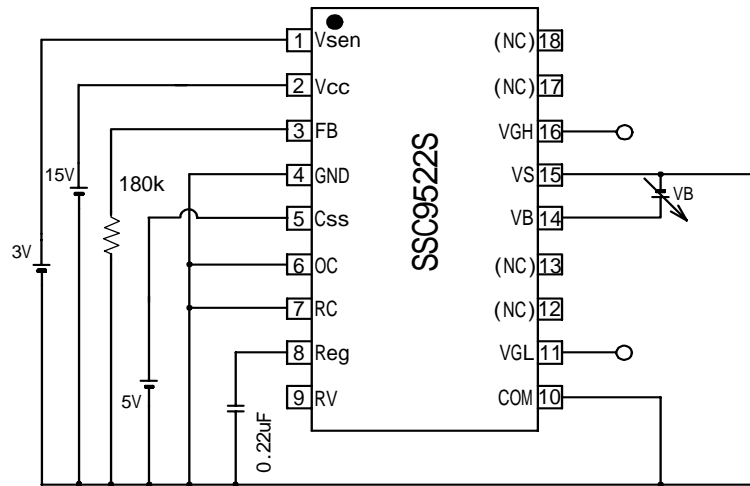 1 Vsen (NC) 18
2 Vcc (NC) 17
3 FB VGH 16
4 GND VS 15
5 Css VB 14
6 OC (NC) 13
7 RC (NC) 12
8 Reg VGL 11
9 RV COM 10
SSC9522S
15V
180k
3V
5V
0.22uF
VB